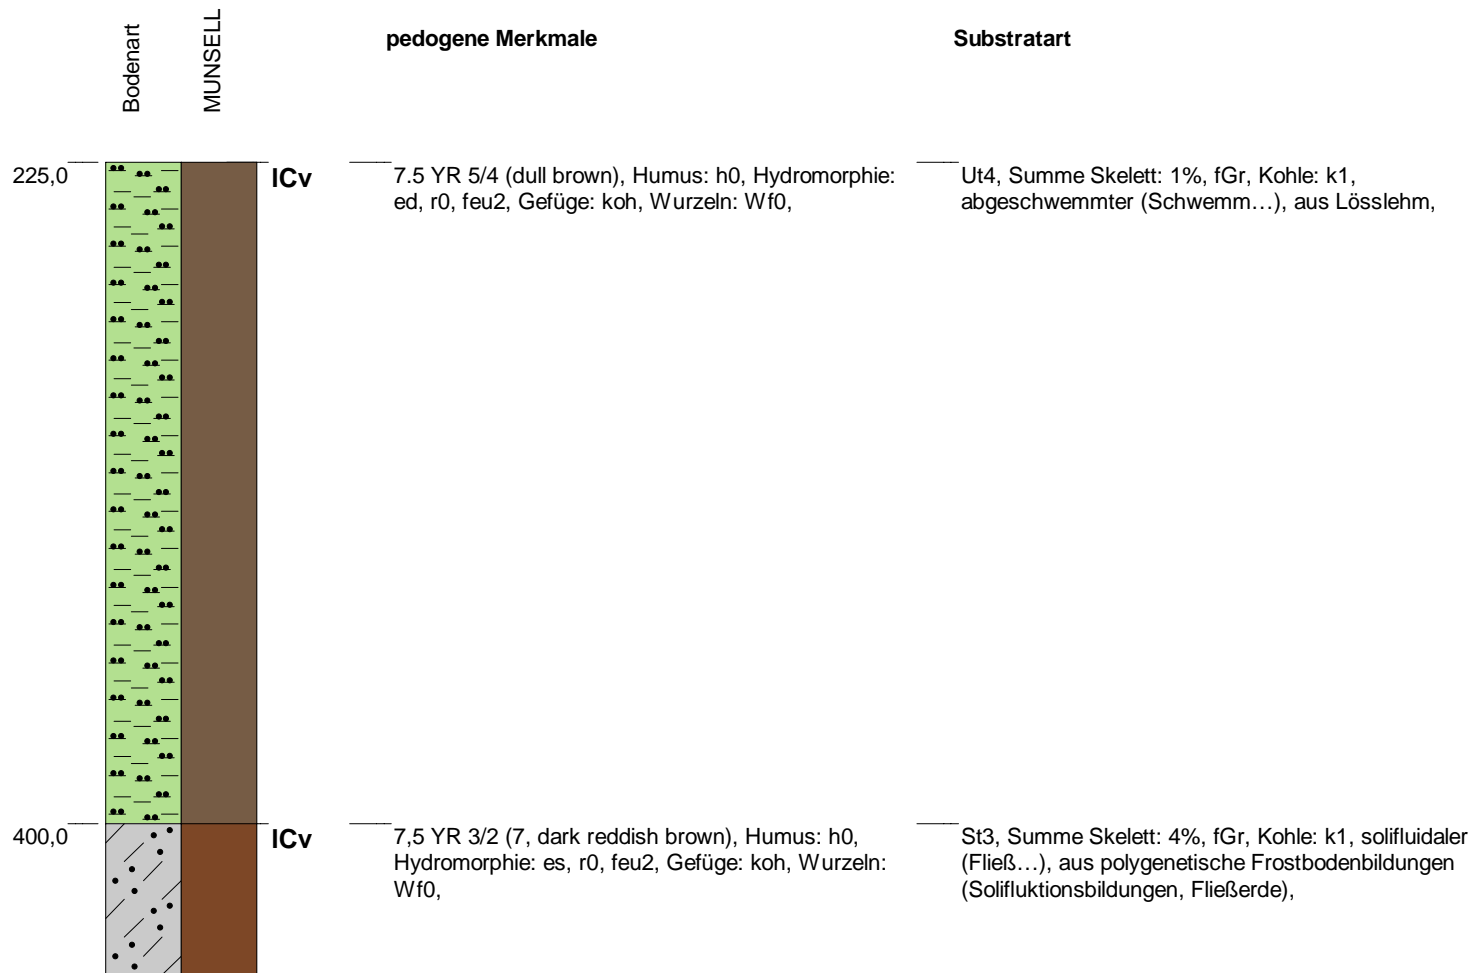 Bodenart
MUNSELL
pedogene Merkmale
Substratart
225,0
ICv
7.5 YR 5/4 (dull brown), Humus: h0, Hydromorphie:
ed, r0, feu2, Gefüge: koh, Wurzeln: Wf0,
Ut4, Summe Skelett: 1%, fGr, Kohle: k1,
abgeschwemmter (Schwemm…), aus Lösslehm,
400,0
ICv
7,5 YR 3/2 (7, dark reddish brown), Humus: h0,
Hydromorphie: es, r0, feu2, Gefüge: koh, Wurzeln:
Wf0,
St3, Summe Skelett: 4%, fGr, Kohle: k1, solifluidaler
(Fließ…), aus polygenetische Frostbodenbildungen
(Solifluktionsbildungen, Fließerde),